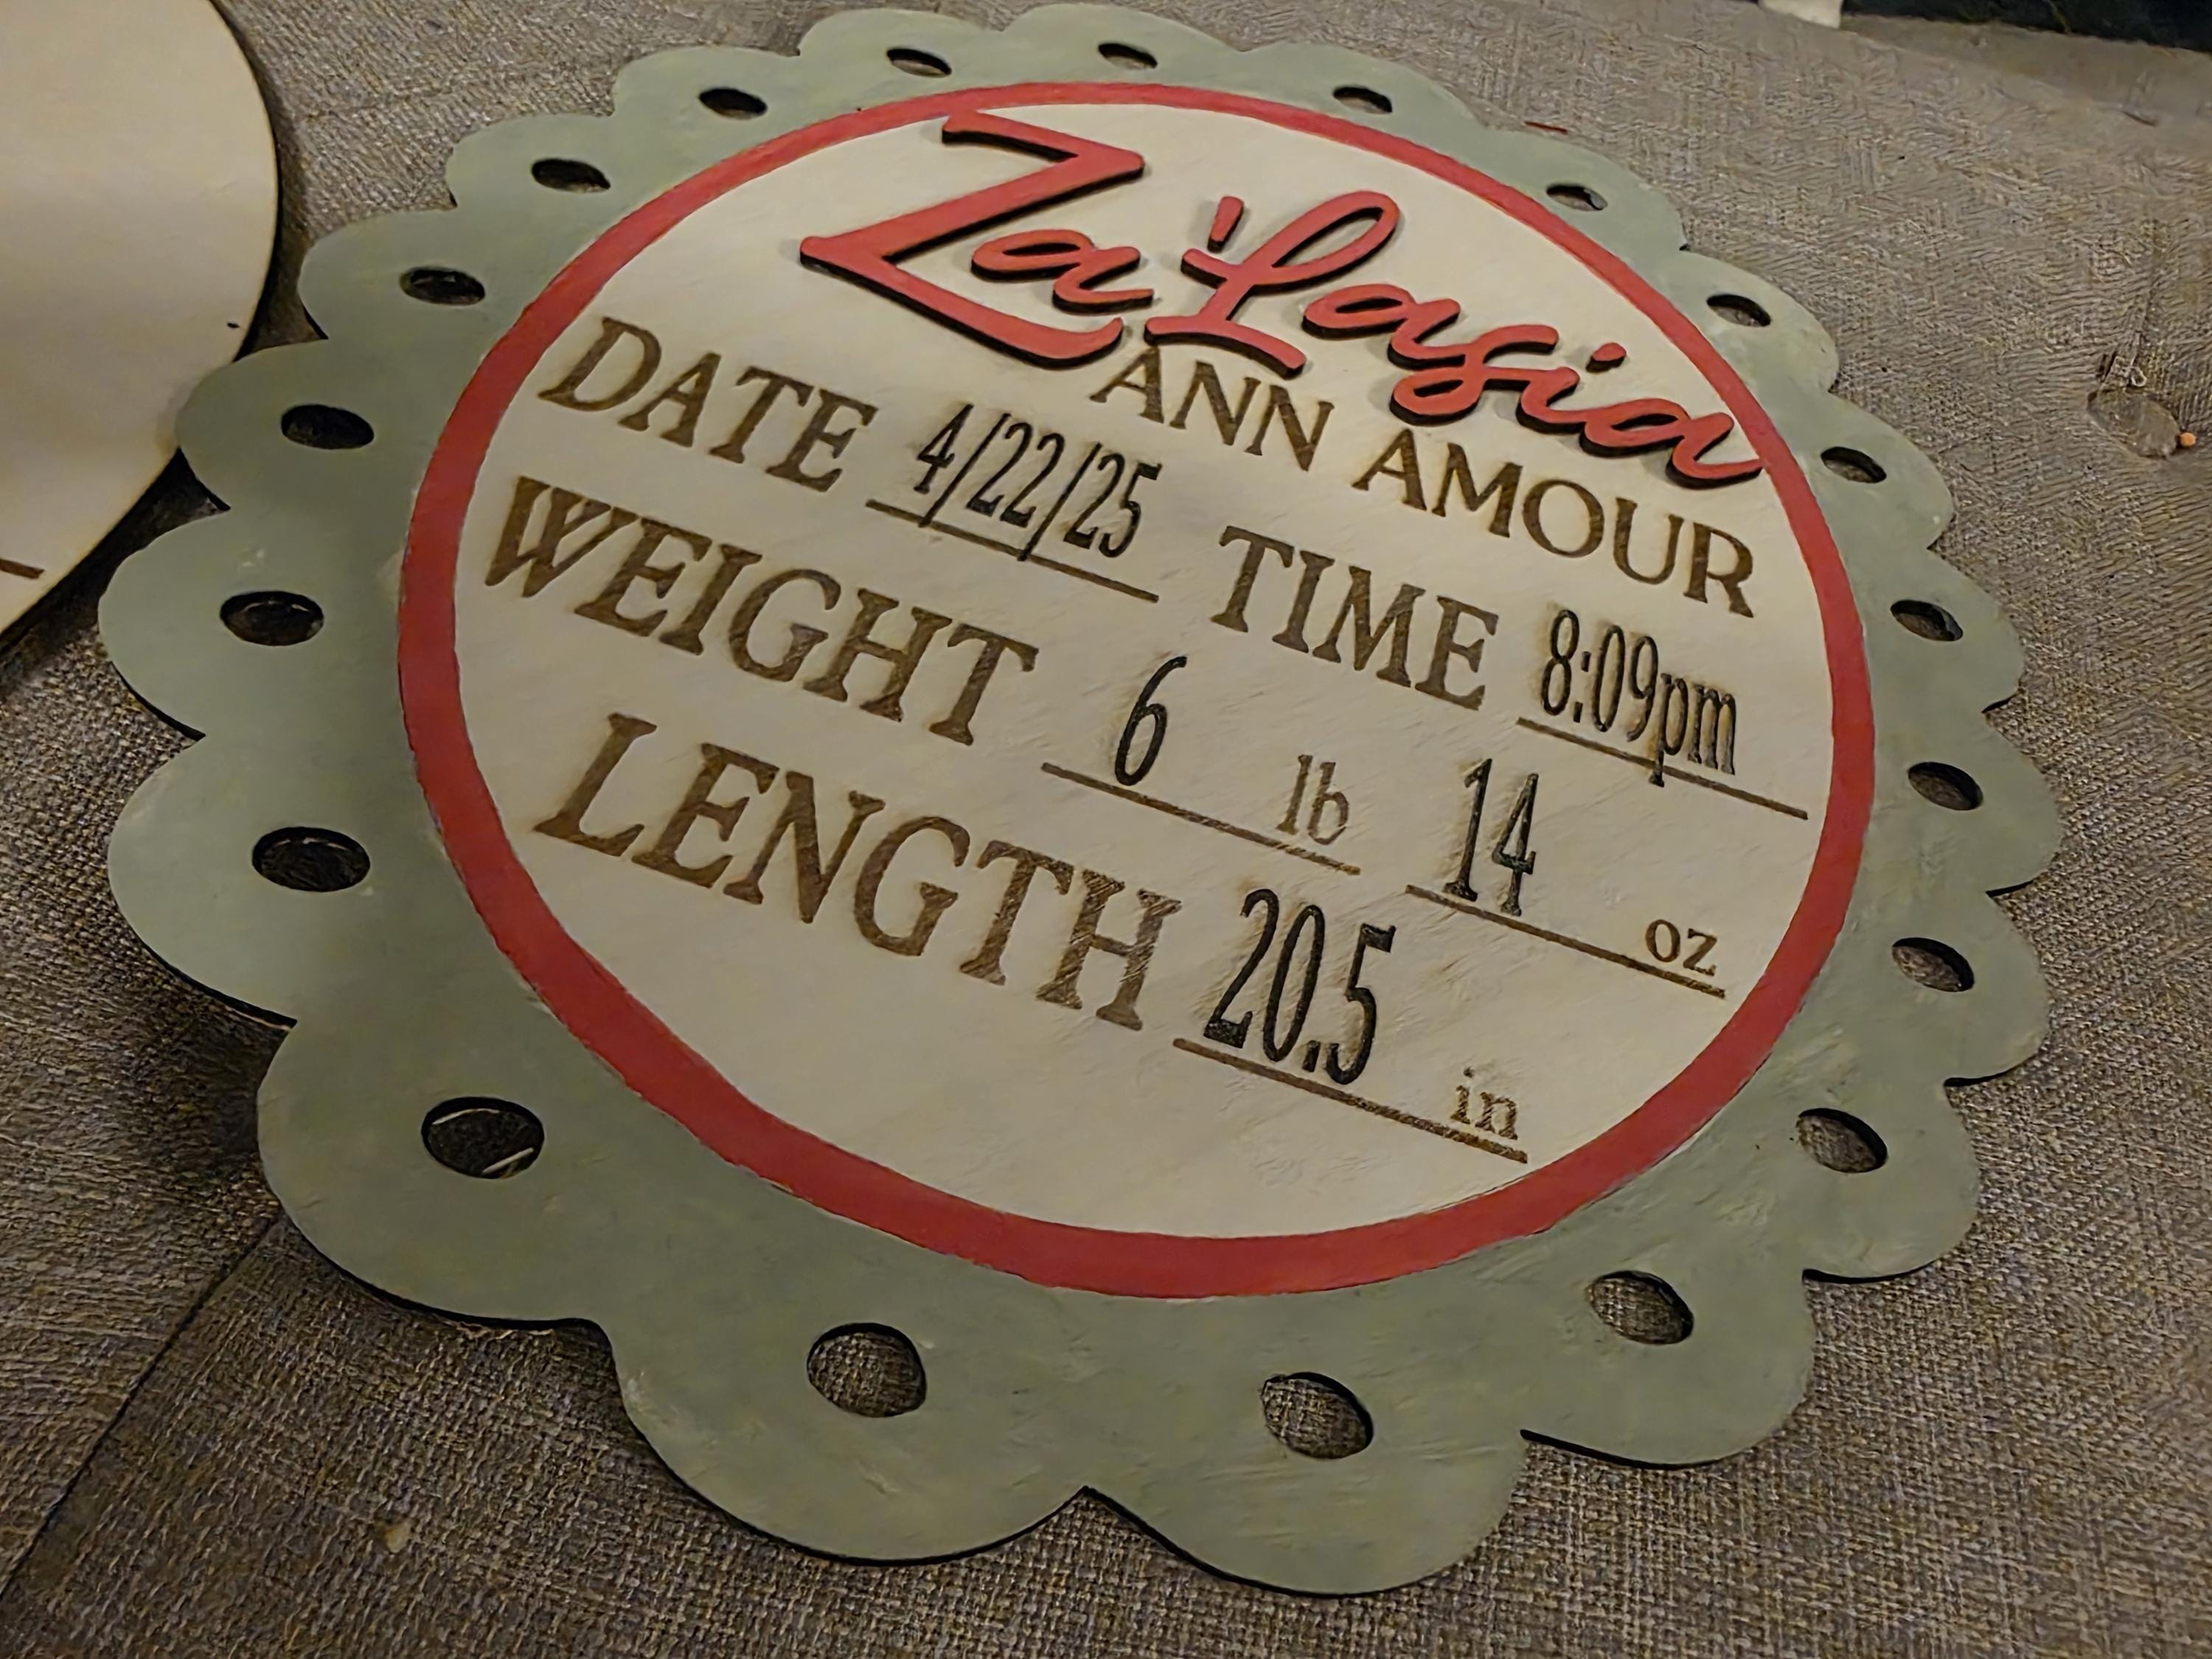 Za'Lasia
ANN AMOUR
DATE 4/22/25 TIME 8:09pm
WEIGHT 6 lb 14 oz
LENGTH 20.5 in